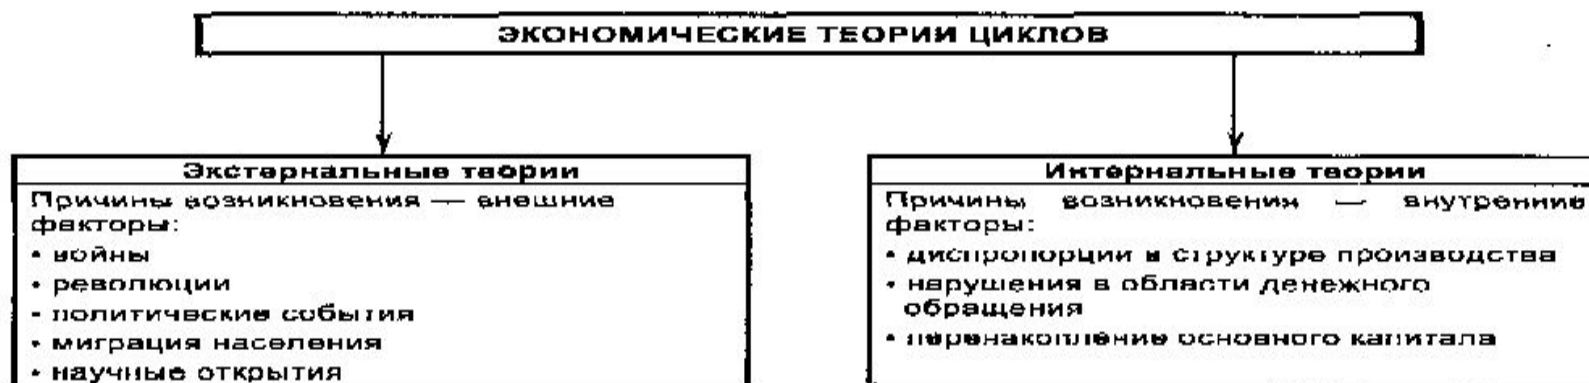 ЭКОНОМИЧЕСКИЕ ТЕОРИИ ЦИКЛОВ
Экстернальные теории
Причины возникновения — внешние
факторы:
• войны
• революции
• политические события
• миграция населения
• научные открытия
Интернальные теории
Причины возникновения — внутренние
факторы:
• диспропорции в структуре производства
• нарушения в области денежного
обращения
• перенакопление основного капитала